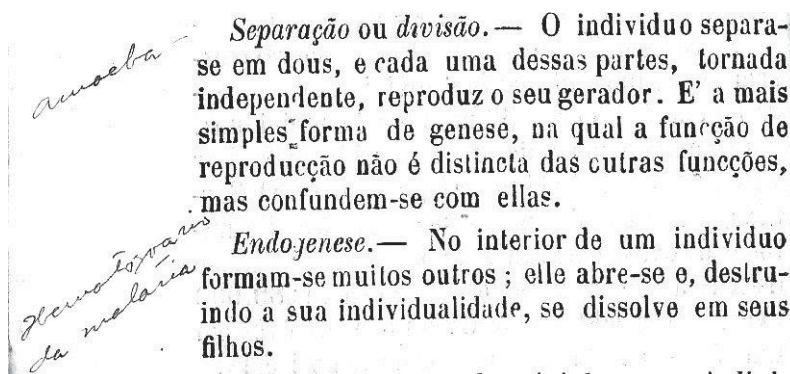 amoeba -
Separação ou divisão. — O individuo separa-
se em dous, e cada uma dessas partes, tornada
independente, reproduz o seu gerador. E' a mais
simples forma de genese, na qual a funcção de
reproducção não é distincta das outras funcções,
mas confundem-se com ellas.
Hematozoario
da malaria
Endogenese. — No interior de um individuo
formam-se muitos outros ; elle abre-se e, destru-
indo a sua individualidade, se dissolve em seus
filhos.